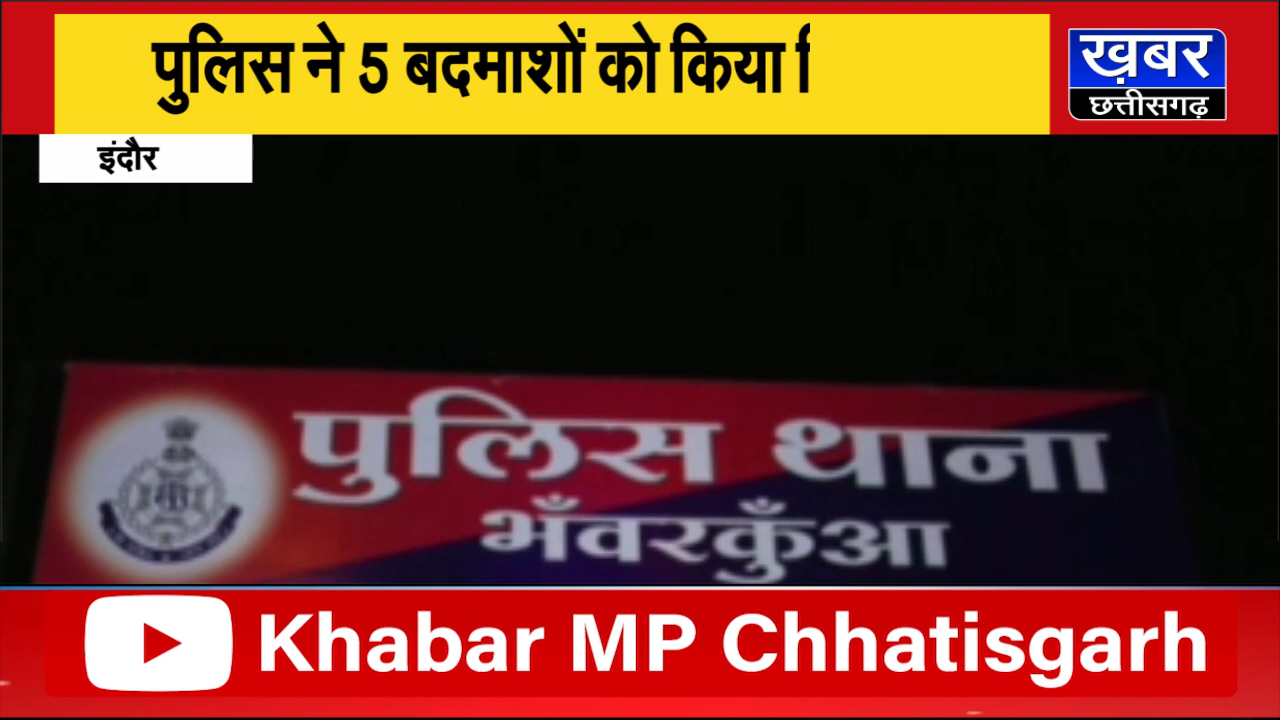 पुलिस ने 5 बदमाशों को किया
ख़बर
छत्तीसगढ़
इंदौर
पुलिस थाना
भँवरकुँआ
Khabar MP Chhatisgarh